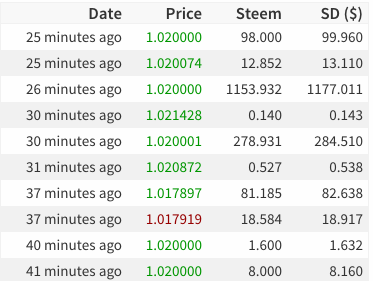 Date Price Steem SD ($)
25 minutes ago 1.020000 98.000 99.960
25 minutes ago 1.020074 12.852 13.110
26 minutes ago 1.020000 1153.932 1177.011
30 minutes ago 1.021428 0.140 0.143
30 minutes ago 1.020001 278.931 284.510
31 minutes ago 1.020872 0.527 0.538
37 minutes ago 1.017897 81.185 82.638
37 minutes ago 1.017919 18.584 18.917
40 minutes ago 1.020000 1.600 1.632
41 minutes ago 1.020000 8.000 8.160